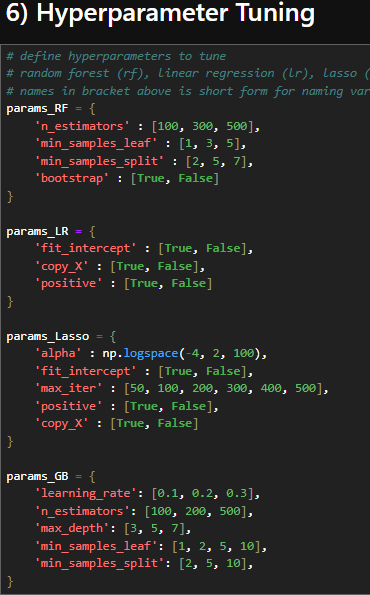 6) Hyperparameter Tuning
# define hyperparameters to tune
# random forest (rf), linear regression (lr), lasso (
# names in bracket above is short form for naming var
params_RF = {
    'n_estimators' : [100, 300, 500],
    'min_samples_leaf' : [1, 3, 5],
    'min_samples_split' : [2, 5, 7],
    'bootstrap' : [True, False]
}
params_LR = {
    'fit_intercept' : [True, False],
    'copy_X' : [True, False],
    'positive' : [True, False]
}
params_Lasso = {
    'alpha' : np.logspace(-4, 2, 100),
    'fit_intercept' : [True, False],
    'max_iter' : [50, 100, 200, 300, 400, 500],
    'positive' : [True, False],
    'copy_X' : [True, False]
}
params_GB = {
    'learning_rate': [0.1, 0.2, 0.3],
    'n_estimators': [100, 200, 500],
    'max_depth': [3, 5, 7],
    'min_samples_leaf': [1, 2, 5, 10],
    'min_samples_split': [2, 5, 10],
}